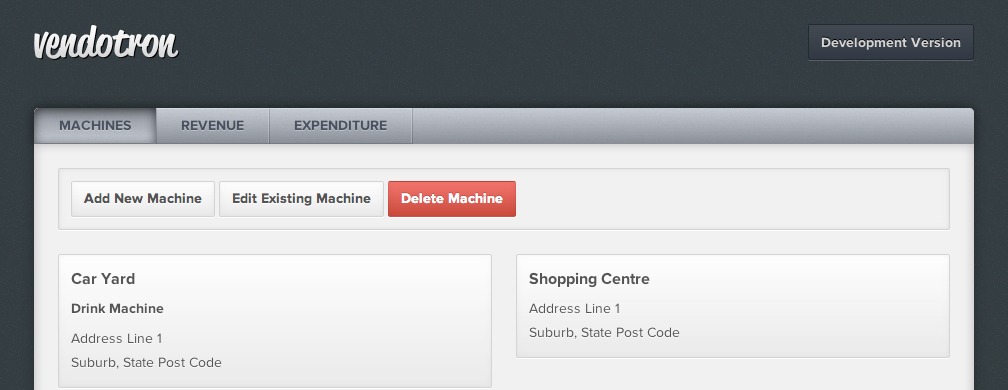 vendotron
Development Version
MACHINES REVENUE EXPENDITURE
Add New Machine Edit Existing Machine Delete Machine
Car Yard
Drink Machine
Address Line 1
Suburb, State Post Code
Shopping Centre
Address Line 1
Suburb, State Post Code